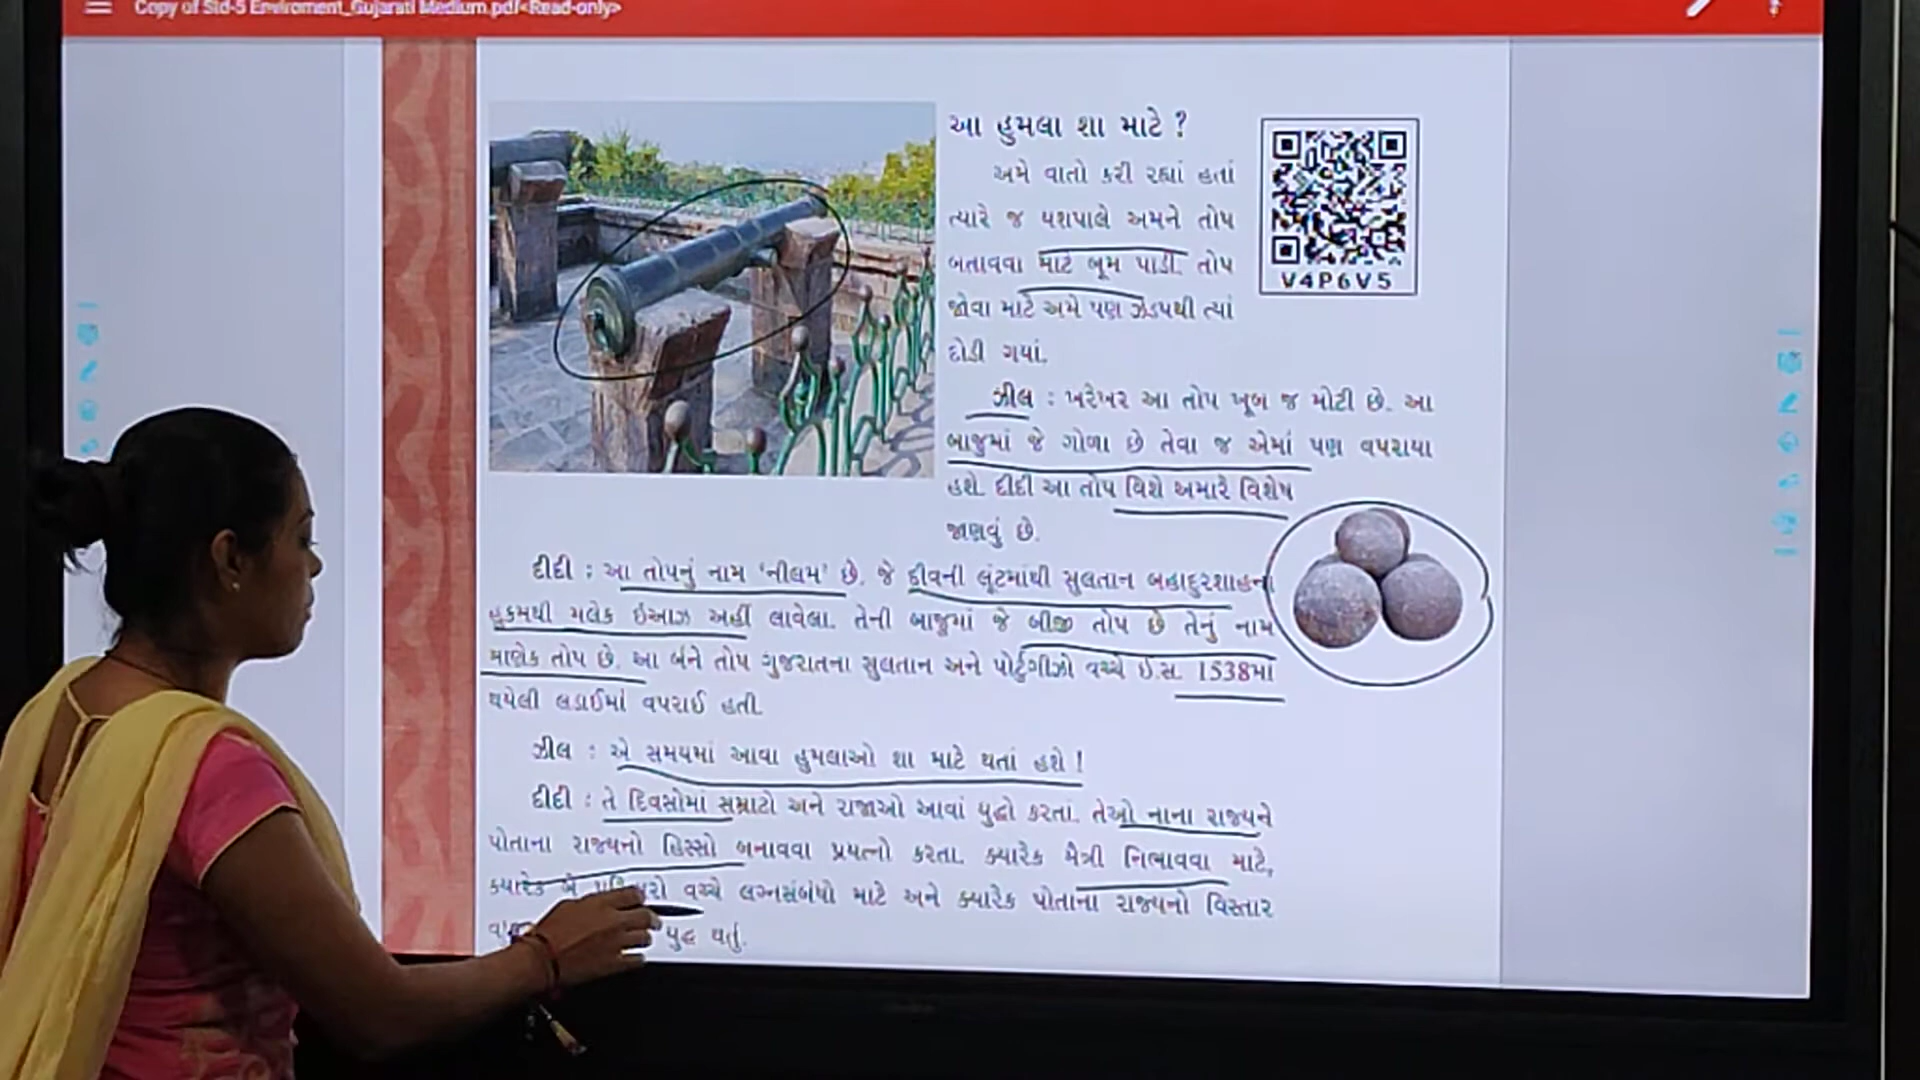 Copy of Std-5 Enviroment_Gujarati Medium.pdf<Read-only>
આ હુમલા શા માટે ?
અમે વાતો કરી રહ્યાં હતાં
ત્યારે જ યશપાલે અમને તોપ
બતાવવા માટે બૂમ પાડી. તોપ
જોવા માટે અમે પણ ઝડપથી ત્યાં
દોડી ગયાં.
V4P6V5
ઝીલ : ખરેખર આ તોપ ખૂબ જ મોટી છે. આ
બાજુમાં જે ગોળા છે તેવા જ એમાં પણ વપરાયા
હશે. દીદી આ તોપ વિશે અમારે વિશેષ
જાણવું છે.
દીદી : આ તોપનું નામ ‘નીલમ’ છે. જે દીવની લૂંટમાંથી સુલતાન બહાદુરશાહના
હુકમથી મલેક ઈઆઝ અહીં લાવેલા. તેની બાજુમાં જે બીજી તોપ છે તેનું નામ
માણેક તોપ છે. આ બંને તોપ ગુજરાતના સુલતાન અને પોર્ટુગીઝો વચ્ચે ઈ.સ. 1538માં
થયેલી લડાઈમાં વપરાઈ હતી.
ઝીલ : એ સમયમાં આવા હુમલાઓ શા માટે થતાં હશે !
દીદી : તે દિવસોમાં સમ્રાટો અને રાજાઓ આવાં યુદ્ધો કરતાં. તેઓ નાના રાજ્યને
પોતાના રાજ્યનો હિસ્સો બનાવવા પ્રયત્નો કરતા. ક્યારેક મૈત્રી નિભાવવા માટે,
ક્યારેક બે વચ્ચે લગ્નસંબંધો માટે અને ક્યારેક પોતાના રાજ્યનો વિસ્તાર
યુદ્ધ થતું.